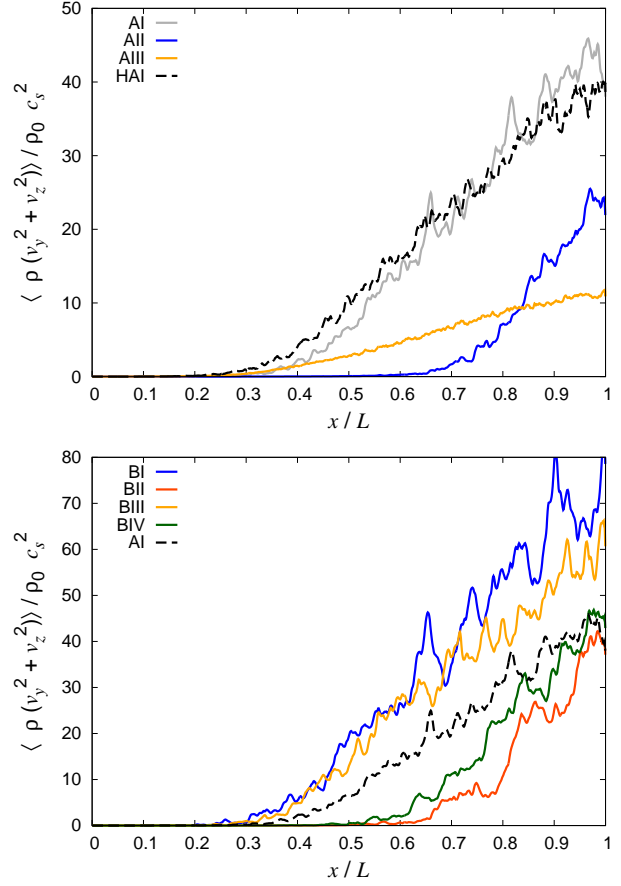 AI
AII
AIII
HAI
⟨ ρ (v_y^2 + v_z^2)⟩ / ρ_0 c_s^2
50
40
30
20
10
0
0 0.1 0.2 0.3 0.4 0.5 0.6 0.7 0.8 0.9 1
x / L
BI
BII
BIII
BIV
AI
⟨ ρ (v_y^2 + v_z^2)⟩ / ρ_0 c_s^2
80
70
60
50
40
30
20
10
0
0 0.1 0.2 0.3 0.4 0.5 0.6 0.7 0.8 0.9 1
x / L